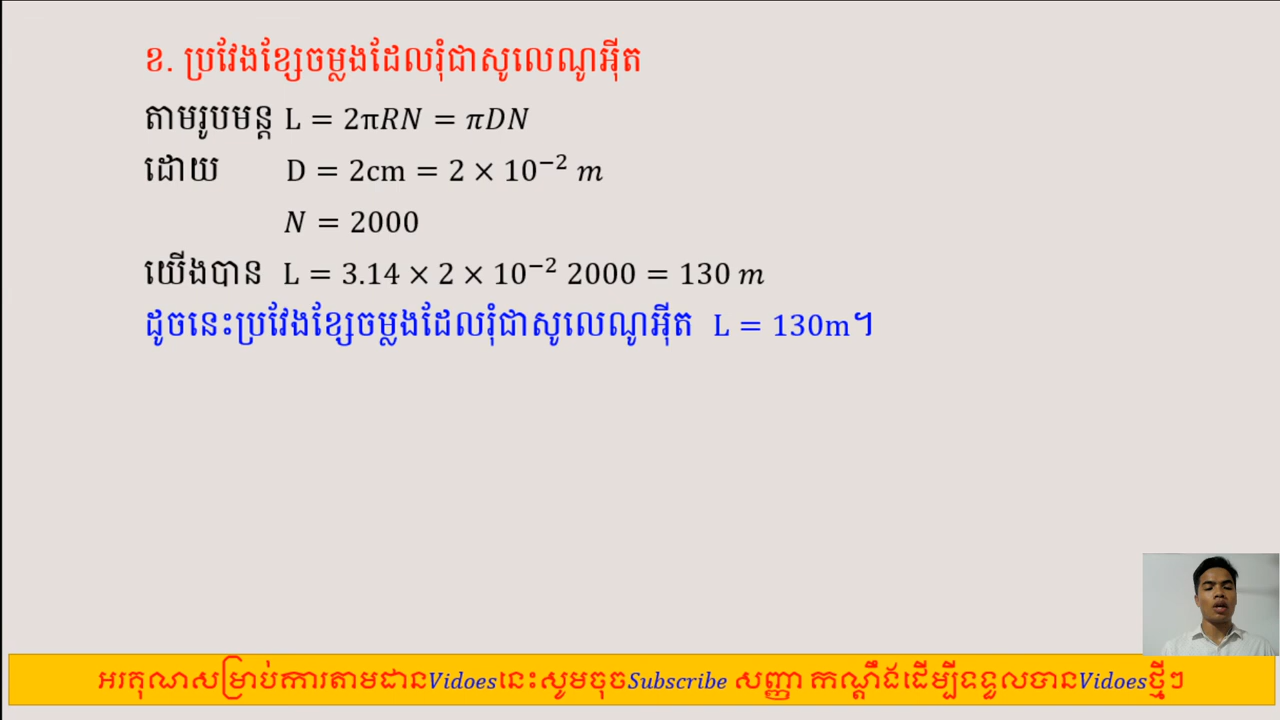 ខ. ប្រវែងខ្សែចម្លងដែលរុំជាសូលេណូអ៊ីត
តាមរូបមន្ត L = 2πRN = πDN
ដោយ D = 2cm = 2 × 10⁻² m
N = 2000
យើងបាន L = 3.14 × 2 × 10⁻² 2000 = 130 m
ដូចនេះប្រវែងខ្សែចម្លងដែលរុំជាសូលេណូអ៊ីត L = 130m។
អរគុណសម្រាប់ការតាមដានVidoesនេះសូមចុចSubscribe សញ្ញា កណ្ដឹងដើម្បីទទួលបានVidoesថ្មីៗ